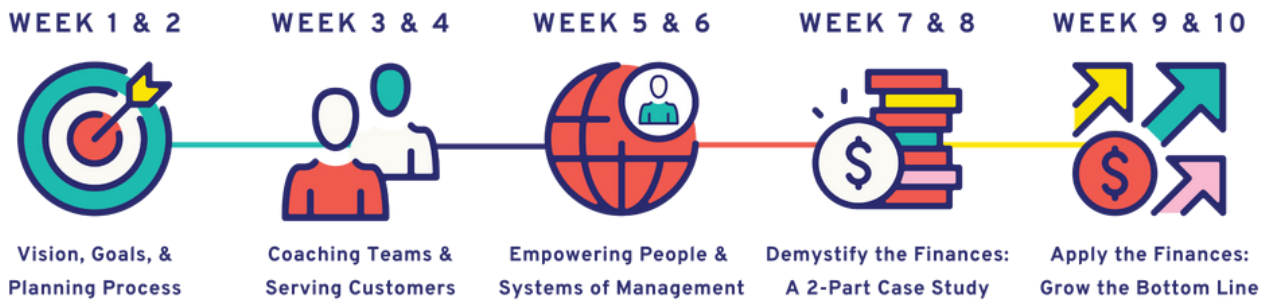 WEEK 1 & 2
WEEK 3 & 4
WEEK 5 & 6
WEEK 7 & 8
WEEK 9 & 10
$
$
Vision, Goals, &
Planning Process
Coaching Teams &
Serving Customers
Empowering People &
Systems of Management
Demystify the Finances:
A 2-Part Case Study
Apply the Finances:
Grow the Bottom Line